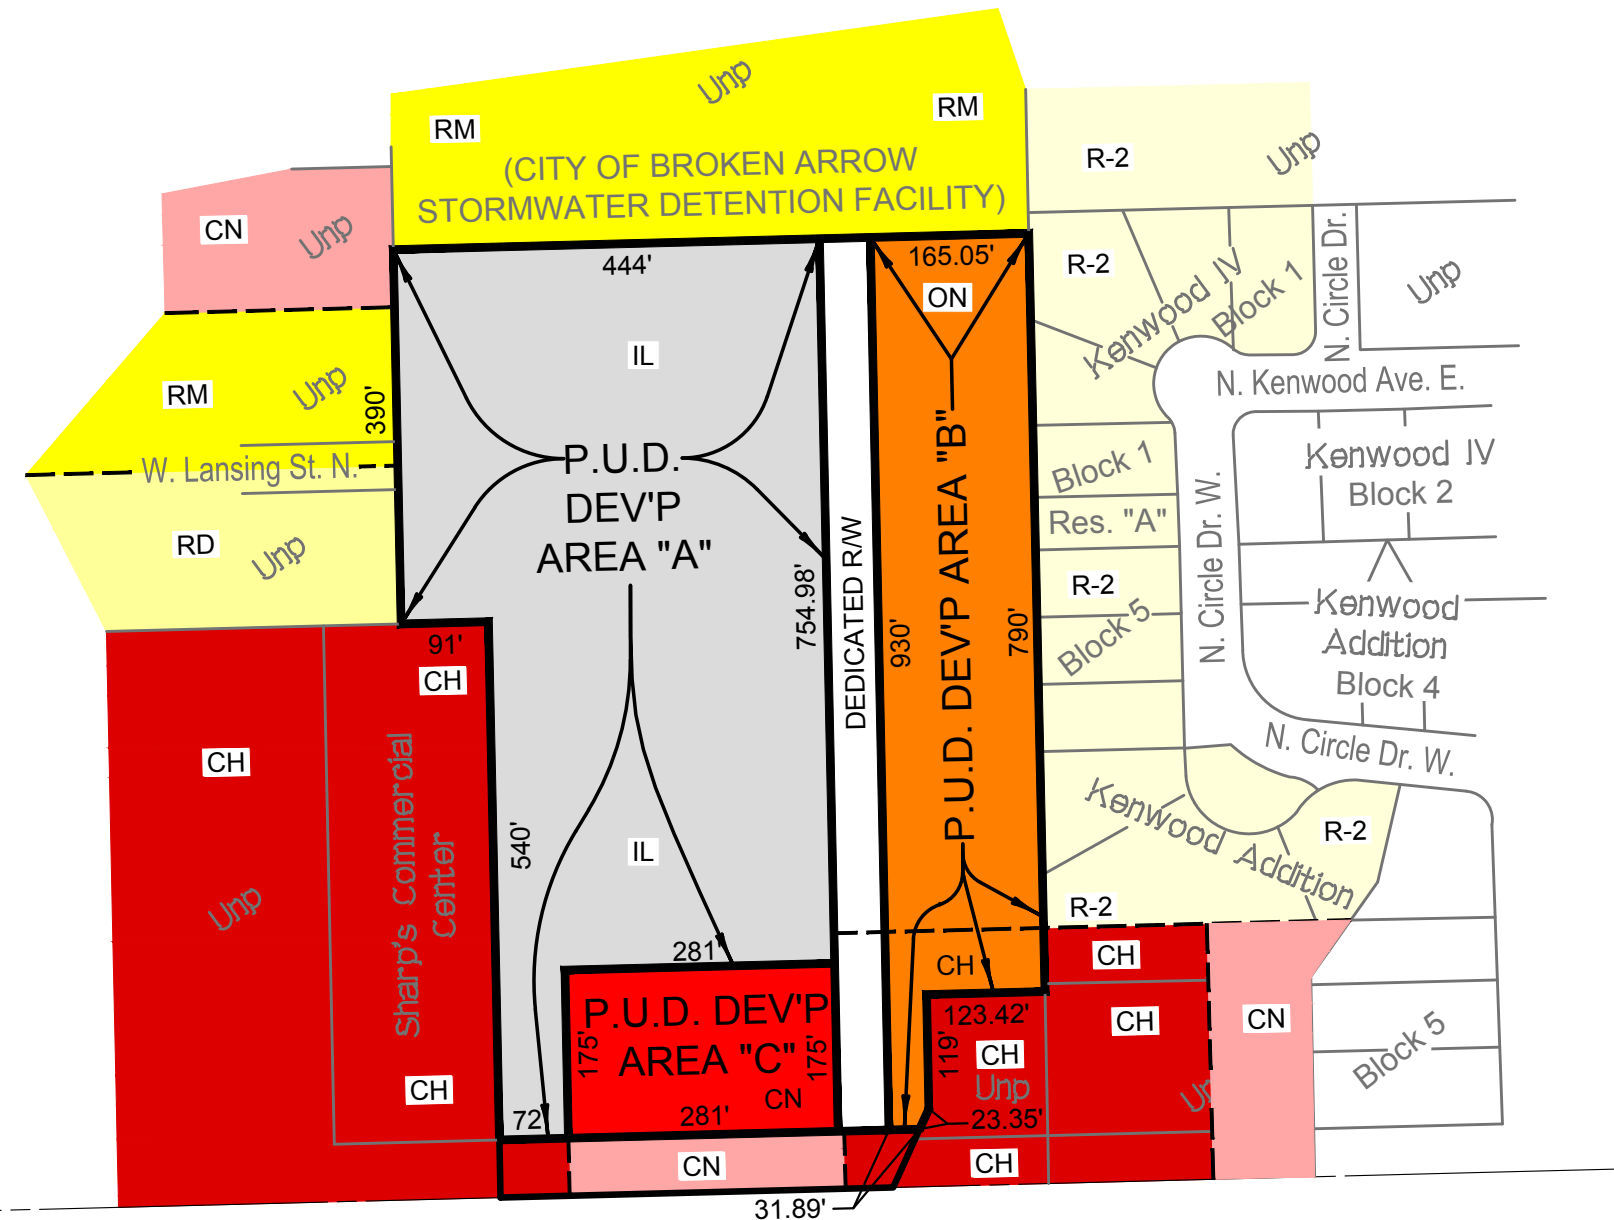 Unp
RM
RM
(CITY OF BROKEN ARROW
STORMWATER DETENTION FACILITY)
R-2
Unp
CN
Unp
444'
165.05'
ON
R-2
Kenwood IV
Block 1
N. Circle Dr.
Unp
IL
RM
Unp
390'
N. Kenwood Ave. E.
W. Lansing St. N.
P.U.D.
DEV'P
AREA "A"
P.U.D. DEV'P AREA "B"
Block 1
Kenwood IV
Block 2
Res. "A"
RD
Unp
DEDICATED R/W
754.98'
930'
790'
R-2
Block 5
N. Circle Dr. W.
Kenwood
Addition
Block 4
91'
CH
CH
Sharp's Commercial
Center
N. Circle Dr. W.
540'
IL
Kenwood Addition
R-2
Unp
R-2
281'
CH
CH
P.U.D. DEV'P
AREA "C"
175'
175'
CN
123.42'
119'
CH
Unp
CH
CN
Block 5
CH
72'
281'
23.35'
Un
CN
CH
31.89'